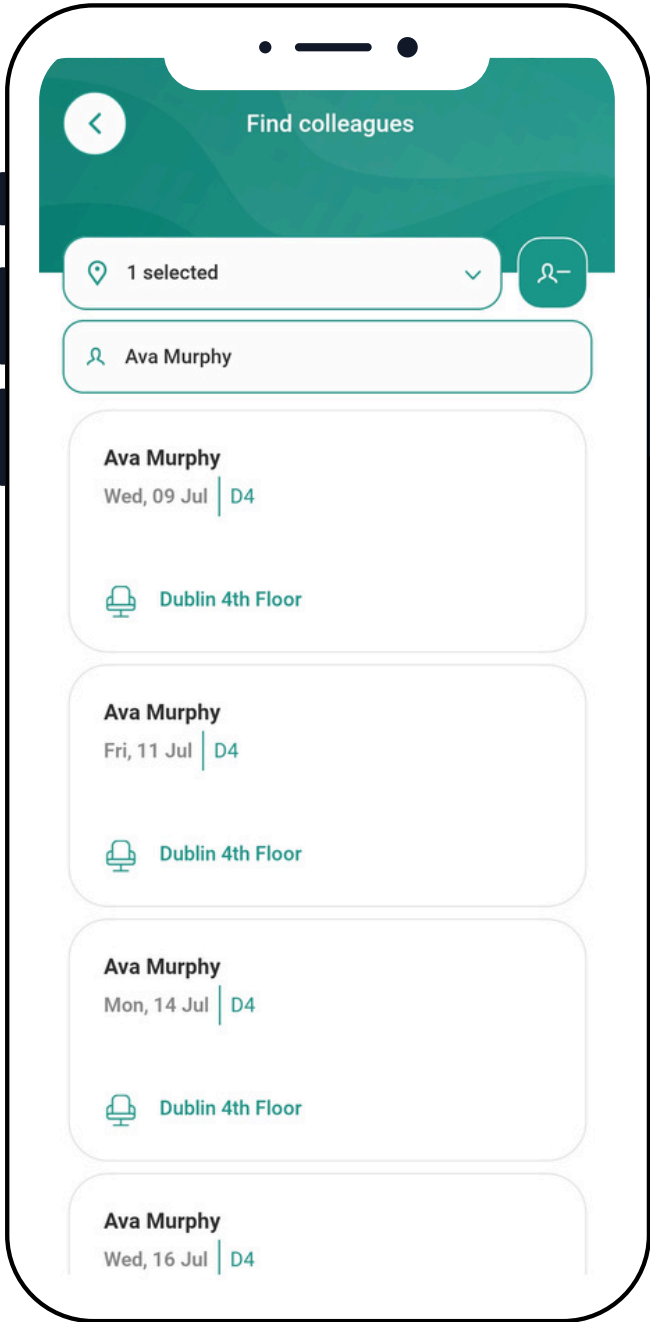 Find colleagues
1 selected
Ava Murphy
Ava Murphy
Wed, 09 Jul | D4
Dublin 4th Floor
Ava Murphy
Fri, 11 Jul | D4
Dublin 4th Floor
Ava Murphy
Mon, 14 Jul | D4
Dublin 4th Floor
Ava Murphy
Wed, 16 Jul | D4